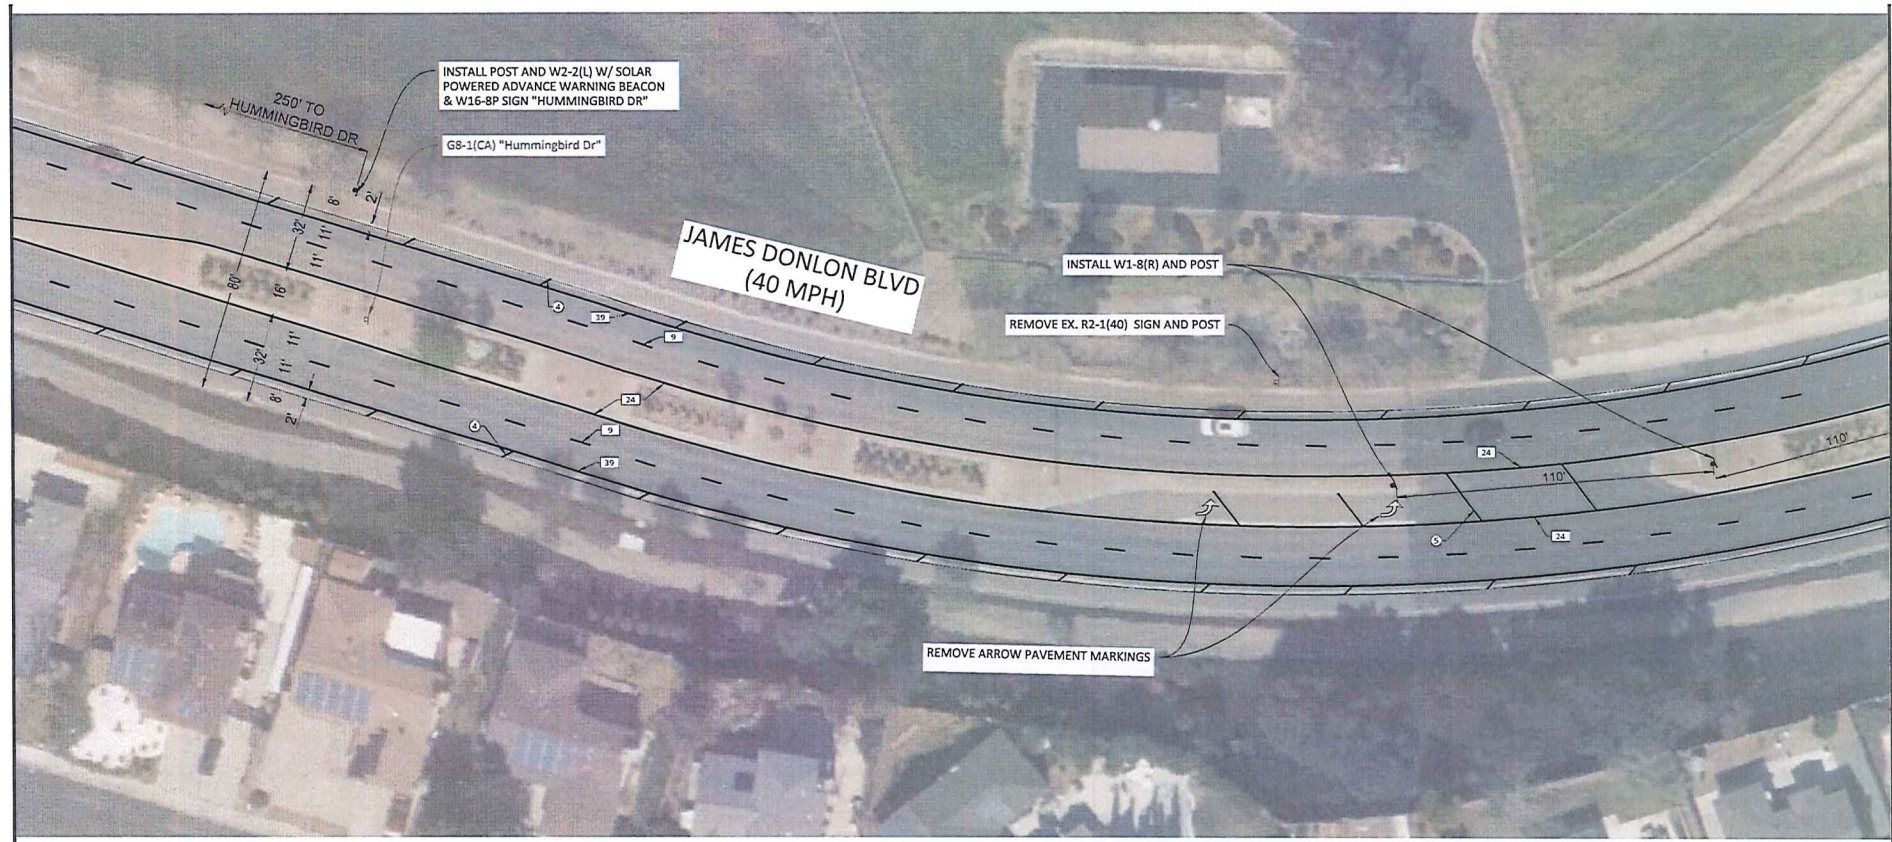 INSTALL POST AND W2-2(L) W/ SOLAR
POWERED ADVANCE WARNING BEACON
& W16-8P SIGN "HUMMINGBIRD DR"
250' TO
HUMMINGBIRD DR
G8-1(CA) "Hummingbird Dr"
8'
2'
32'
11'
11'
80'
16'
32'
11'
11'
8'
2'
JAMES DONLON BLVD
(40 MPH)
INSTALL W1-8(R) AND POST
REMOVE EX. R2-1(40) SIGN AND POST
4
39
9
24
9
4
39
24
110'
110'
5
24
REMOVE ARROW PAVEMENT MARKINGS